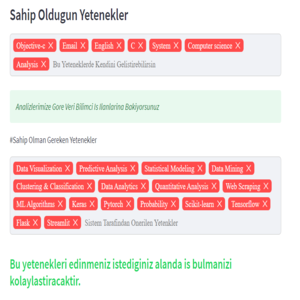 Sahip Oldugun Yetenekler
Objective-c X Email X English X C X System X Computer science X
Analysis X Bu Yeteneklerde Kendini Gelistirebilirsin
Analizlerimize Gore Veri Bilimci Is Ilanlarina Bakiyorsunuz
#Sahip Olman Gereken Yetenekler
Data Visualization X Predictive Analysis X Statistical Modeling X Data Mining X
Clustering & Classification X Data Analytics X Quantitative Analysis X Web Scraping X
ML Algorithms X Keras X Pytorch X Probability X Scikit-learn X Tensorflow X
Flask X Streamlit X Sistem Tarafindan Onerilen Yetenkler
Bu yetenekleri edinmeniz istediginiz alanda is bulmanizi
kolaylastiracaktir.